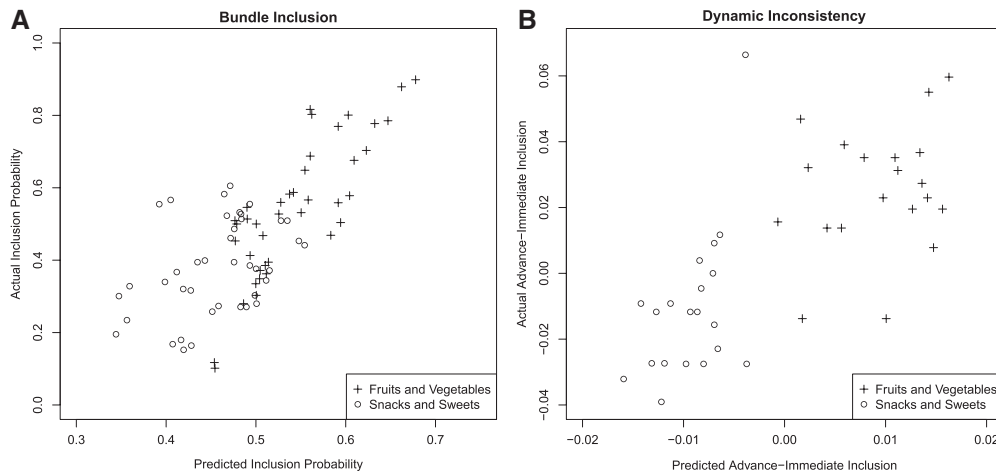 A
Bundle Inclusion
Actual Inclusion Probability
1.0
0.8
0.6
0.4
0.2
0.0
0.3 0.4 0.5 0.6 0.7
Predicted Inclusion Probability
Fruits and Vegetables
Snacks and Sweets
B
Dynamic Inconsistency
Actual Advance−Immediate Inclusion
0.06
0.04
0.02
0.00
−0.02
−0.04
−0.02 −0.01 0.00 0.01 0.02
Predicted Advance−Immediate Inclusion
Fruits and Vegetables
Snacks and Sweets